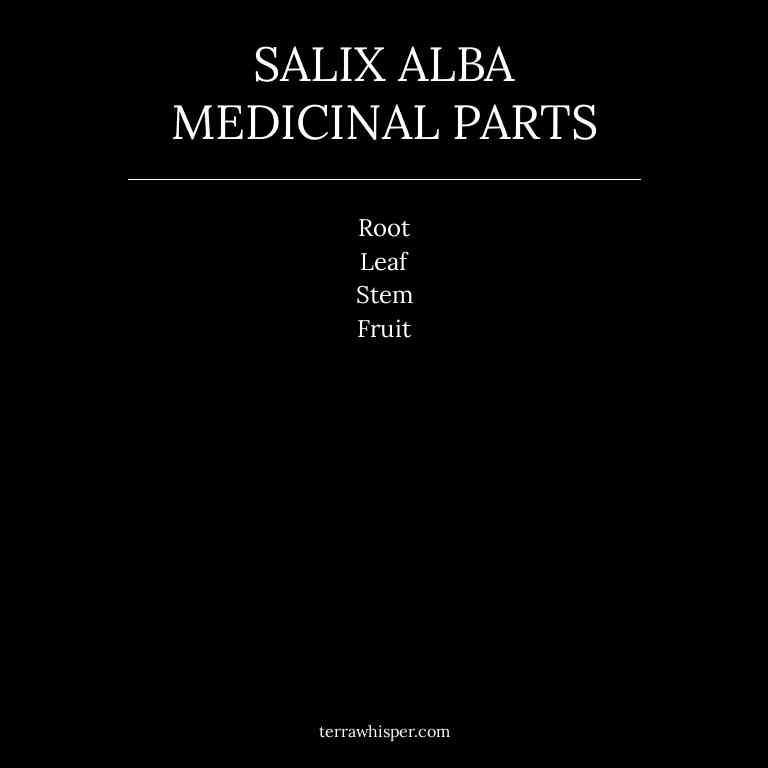 SALIX ALBA
MEDICINAL PARTS
Root
Leaf
Stem
Fruit
terrawhisper.com